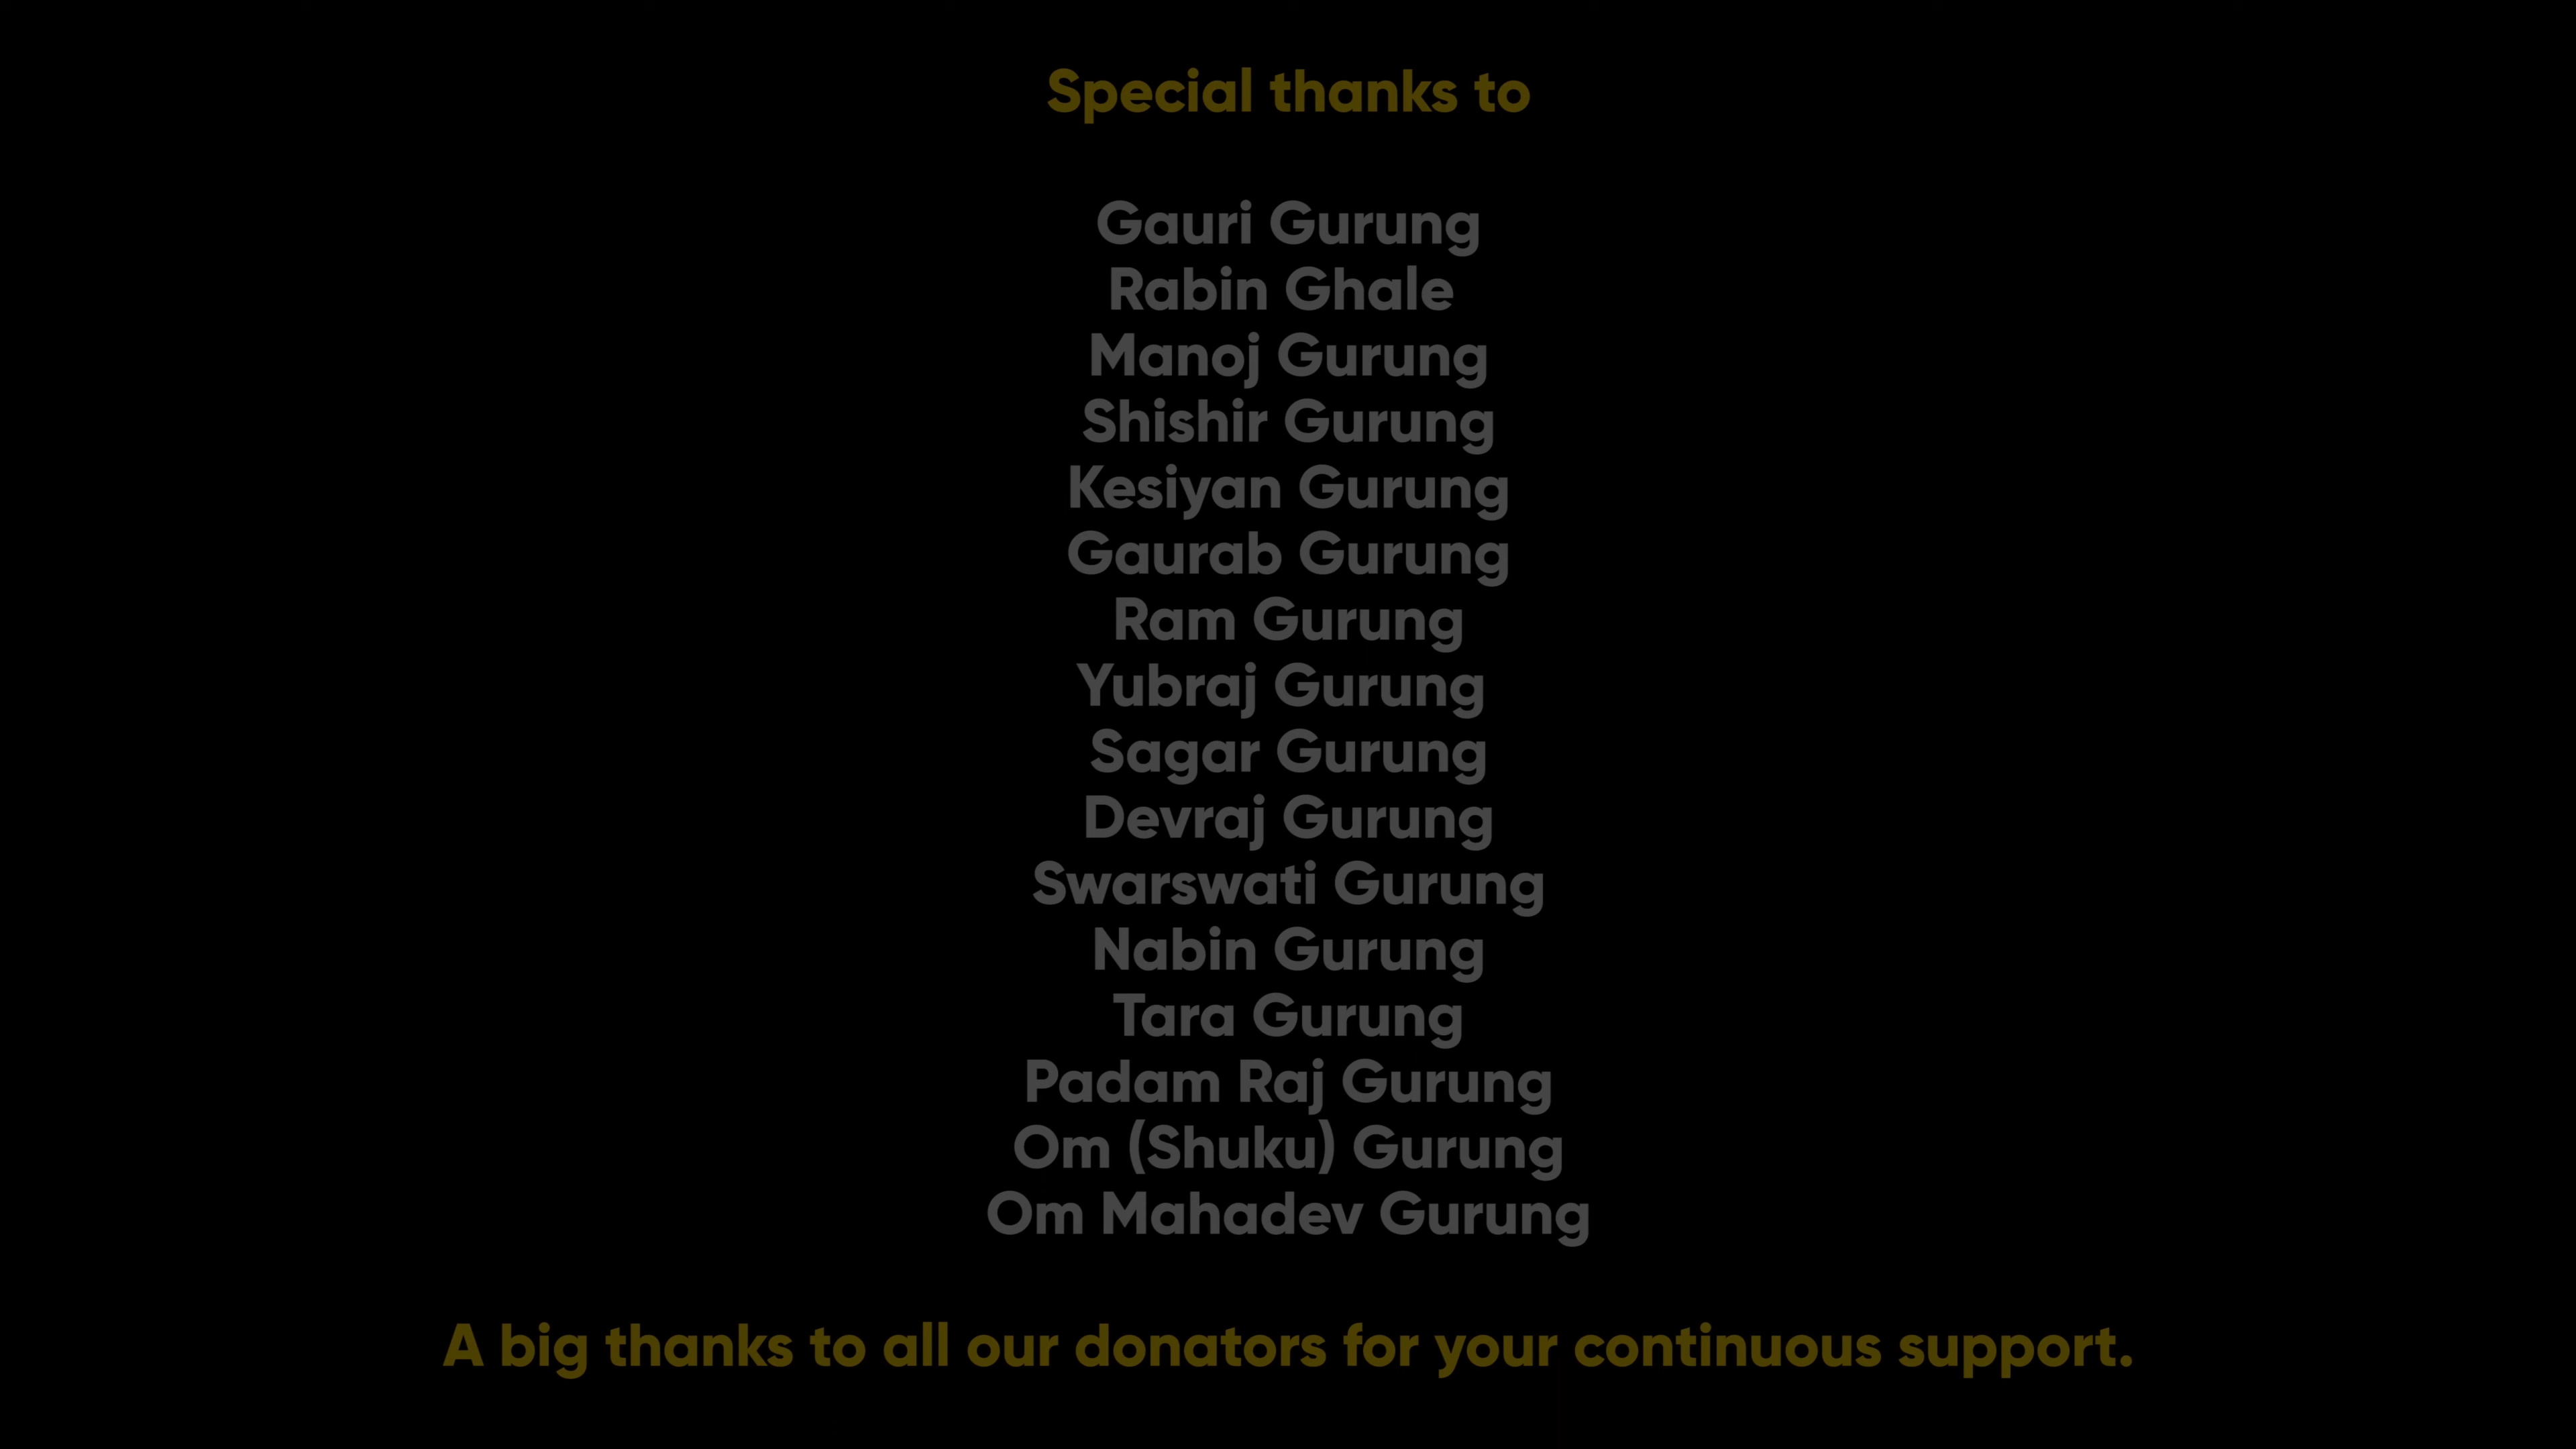 Special thanks to
Gauri Gurung
Rabin Ghale
Manoj Gurung
Shishir Gurung
Kesiyan Gurung
Gaurab Gurung
Ram Gurung
Yubraj Gurung
Sagar Gurung
Devraj Gurung
Swarswati Gurung
Nabin Gurung
Tara Gurung
Padam Raj Gurung
Om (Shuku) Gurung
Om Mahadev Gurung
A big thanks to all our donators for your continuous support.